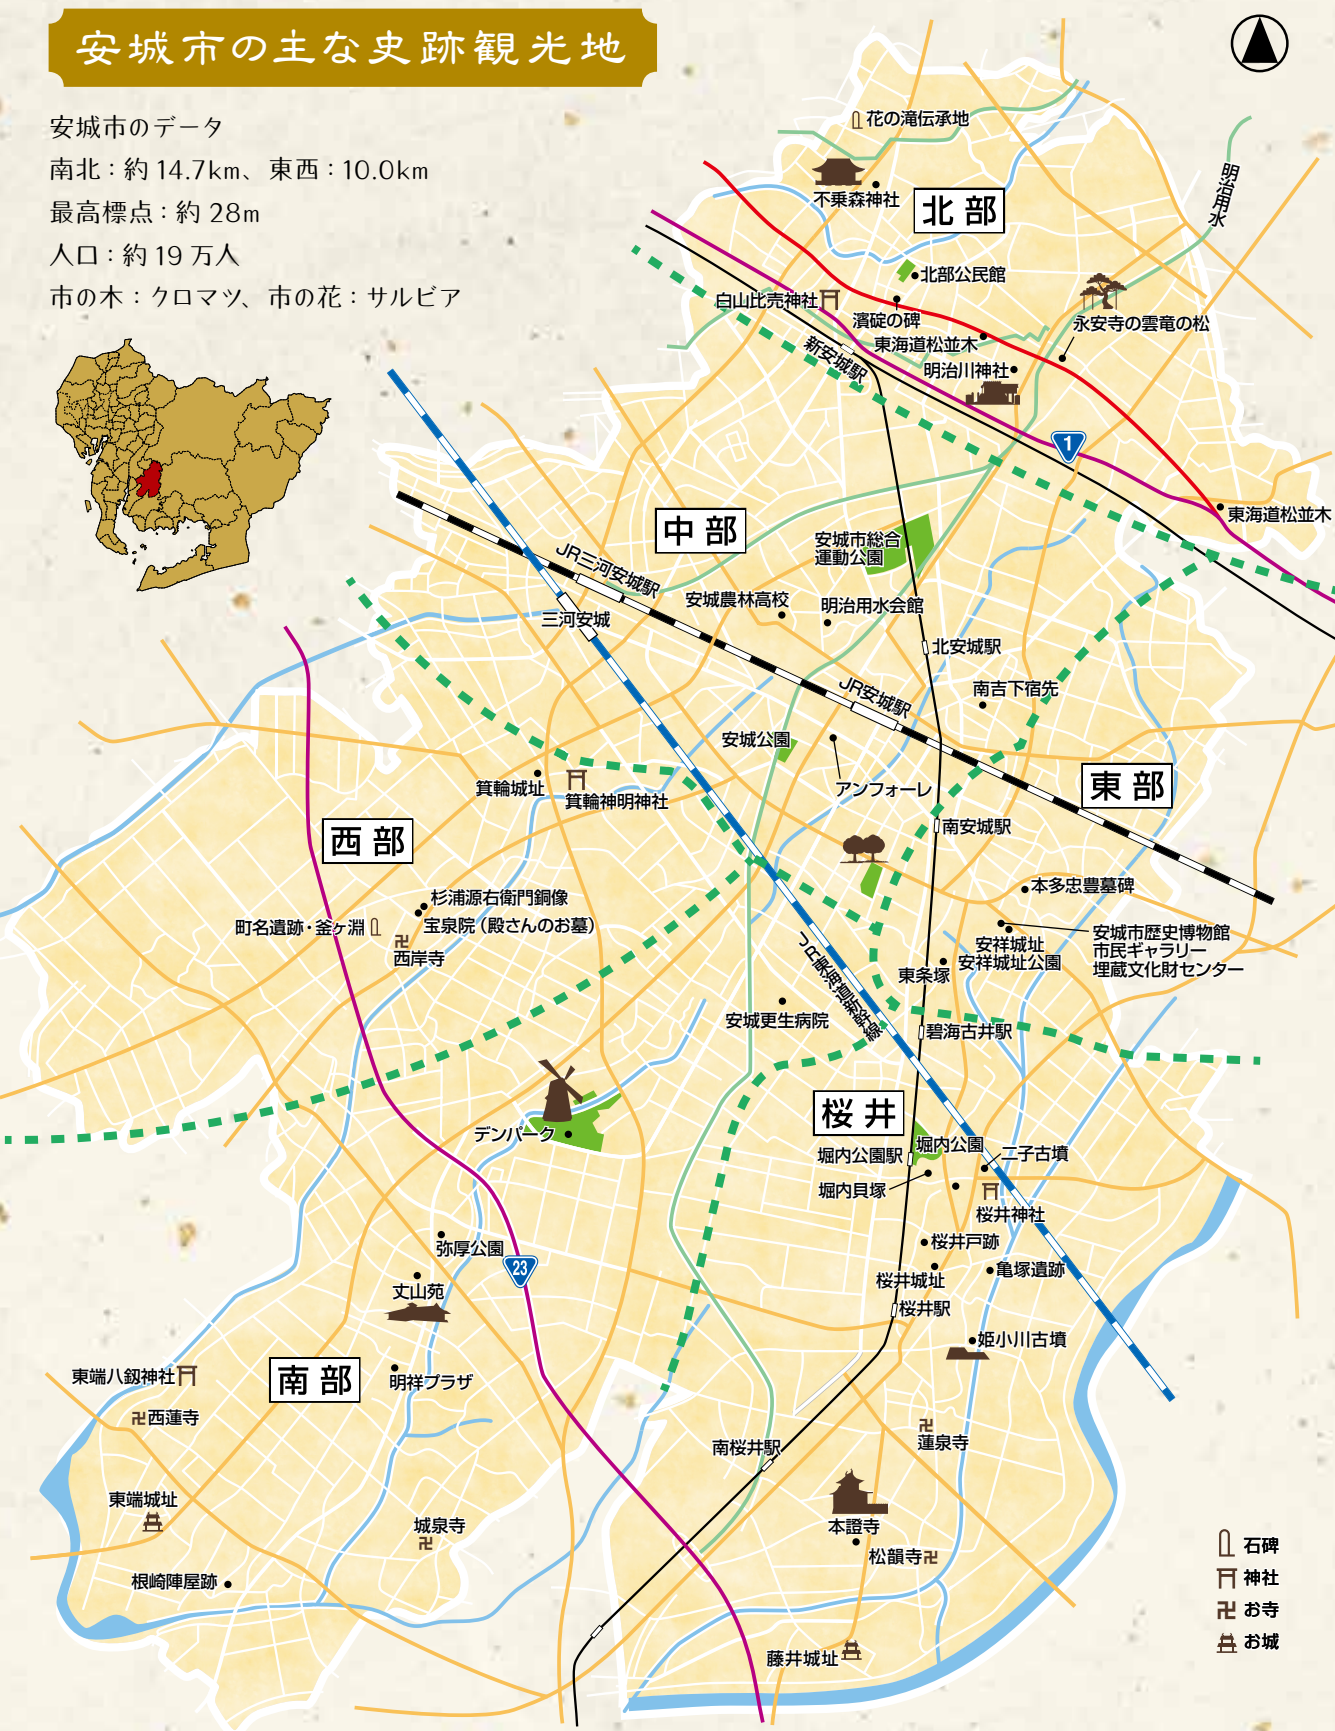 安城市の主な史跡観光地
安城市のデータ
南北：約14.7km、東西：10.0km
最高標点：約28m
人口：約19万人
市の木：クロマツ、市の花：サルビア
花の滝伝承地
明治用水
不乗森神社
北部
北部公民館
白山比売神社
濱碇の碑
永安寺の雲竜の松
東海道松並木
新安城駅
明治川神社
1
東海道松並木
中部
安城市総合
運動公園
JR三河安城駅
安城農林高校
明治用水会館
三河安城
北安城駅
南吉下宿先
JR安城駅
安城公園
アンフォーレ
東部
箕輪城址
箕輪神明神社
西部
南安城駅
本多忠豊墓碑
杉浦源右衛門銅像
宝泉院（殿さんのお墓）
町名遺跡・釜ヶ淵
西岸寺
安祥城址
安祥城址公園
安城市歴史博物館
市民ギャラリー
埋蔵文化財センター
東条塚
JR東海道新幹線
安城更生病院
碧海古井駅
桜井
デンパーク
堀内公園
堀内公園駅
二子古墳
堀内貝塚
桜井神社
弥厚公園
桜井戸跡
23
桜井城址
亀塚遺跡
丈山苑
桜井駅
姫小川古墳
東端八釼神社
南部
明祥プラザ
西蓮寺
蓮泉寺
南桜井駅
東端城址
城泉寺
本證寺
松韻寺
根崎陣屋跡
藤井城址
石碑
神社
お寺
お城